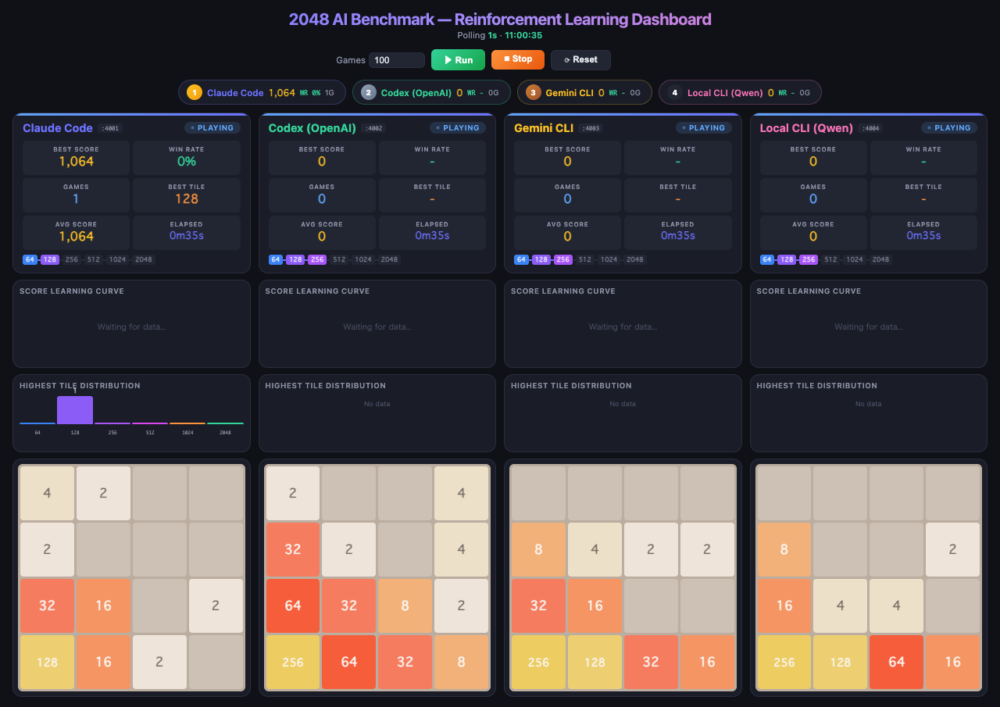 2048 AI Benchmark — Reinforcement Learning Dashboard
Polling 1s · 11:00:35
Games 100 ▶ Run ■ Stop ⟳ Reset
1 Claude Code 1,064 WR 0% 1G
2 Codex (OpenAI) 0 WR - 0G
3 Gemini CLI 0 WR - 0G
4 Local CLI (Qwen) 0 WR - 0G
Claude Code :4001 PLAYING
BEST SCORE WIN RATE
1,064 0%
GAMES BEST TILE
1 128
AVG SCORE ELAPSED
1,064 0m35s
64 128 256 512 1024 2048
Codex (OpenAI) :4002 PLAYING
BEST SCORE WIN RATE
0 -
GAMES BEST TILE
0 -
AVG SCORE ELAPSED
0 0m35s
64 128 256 512 1024 2048
Gemini CLI :4003 PLAYING
BEST SCORE WIN RATE
0 -
GAMES BEST TILE
0 -
AVG SCORE ELAPSED
0 0m35s
64 128 256 512 1024 2048
Local CLI (Qwen) :4004 PLAYING
BEST SCORE WIN RATE
0 -
GAMES BEST TILE
0 -
AVG SCORE ELAPSED
0 0m35s
64 128 256 512 1024 2048
SCORE LEARNING CURVE
Waiting for data...
SCORE LEARNING CURVE
Waiting for data...
SCORE LEARNING CURVE
Waiting for data...
SCORE LEARNING CURVE
Waiting for data...
HIGHEST TILE DISTRIBUTION
1
64 128 256 512 1024 2048
HIGHEST TILE DISTRIBUTION
No data
HIGHEST TILE DISTRIBUTION
No data
HIGHEST TILE DISTRIBUTION
No data
4 2
2
32 16 2
128 16 2
2 4
32 2 4
64 32 8 2
256 64 32 8
8 4 2 2
32 16
256 128 32 16
8 2
16 4 4
256 128 64 16